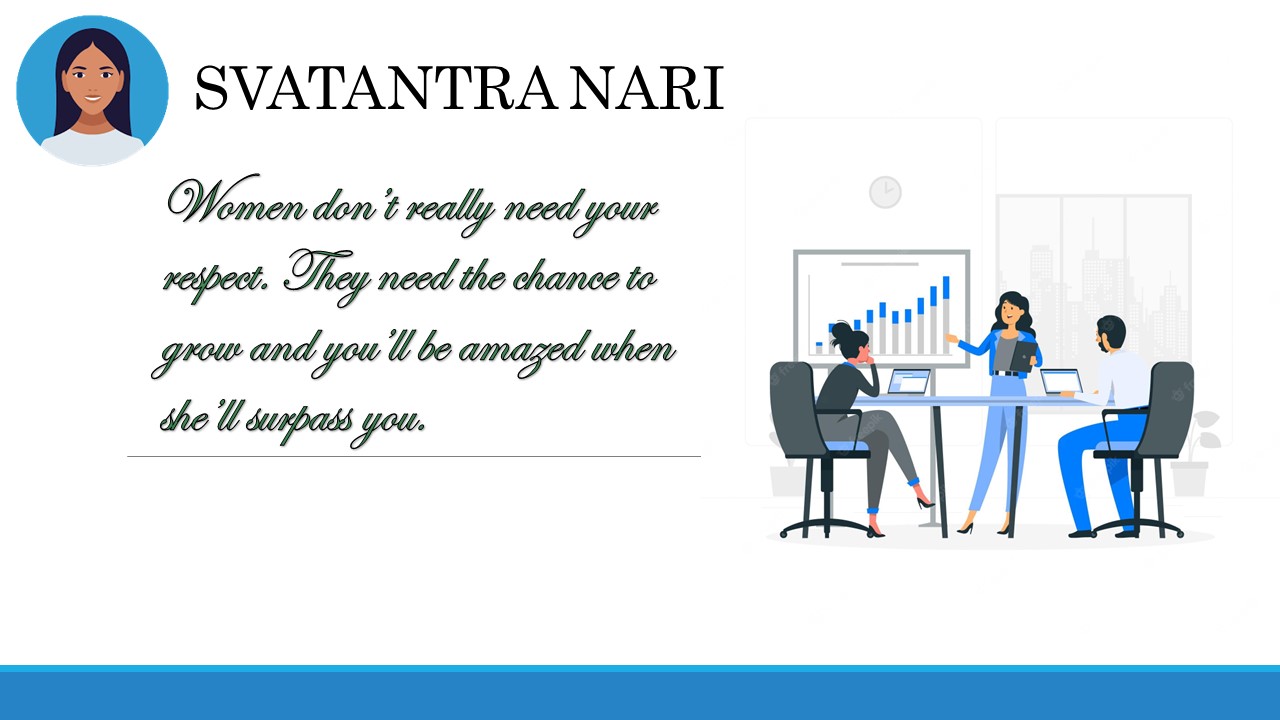 SVATANTRA NARI
Women don't really need your
respect. They need the chance to
grow and you'll be amazed when
she'll surpass you.